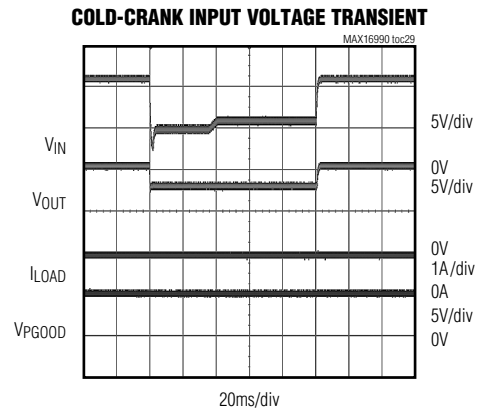 COLD-CRANK INPUT VOLTAGE TRANSIENT
MAX16990 toc29
VIN
VOUT
ILOAD
VPGOOD
5V/div
0V
5V/div
0V
1A/div
0A
5V/div
0V
20ms/div